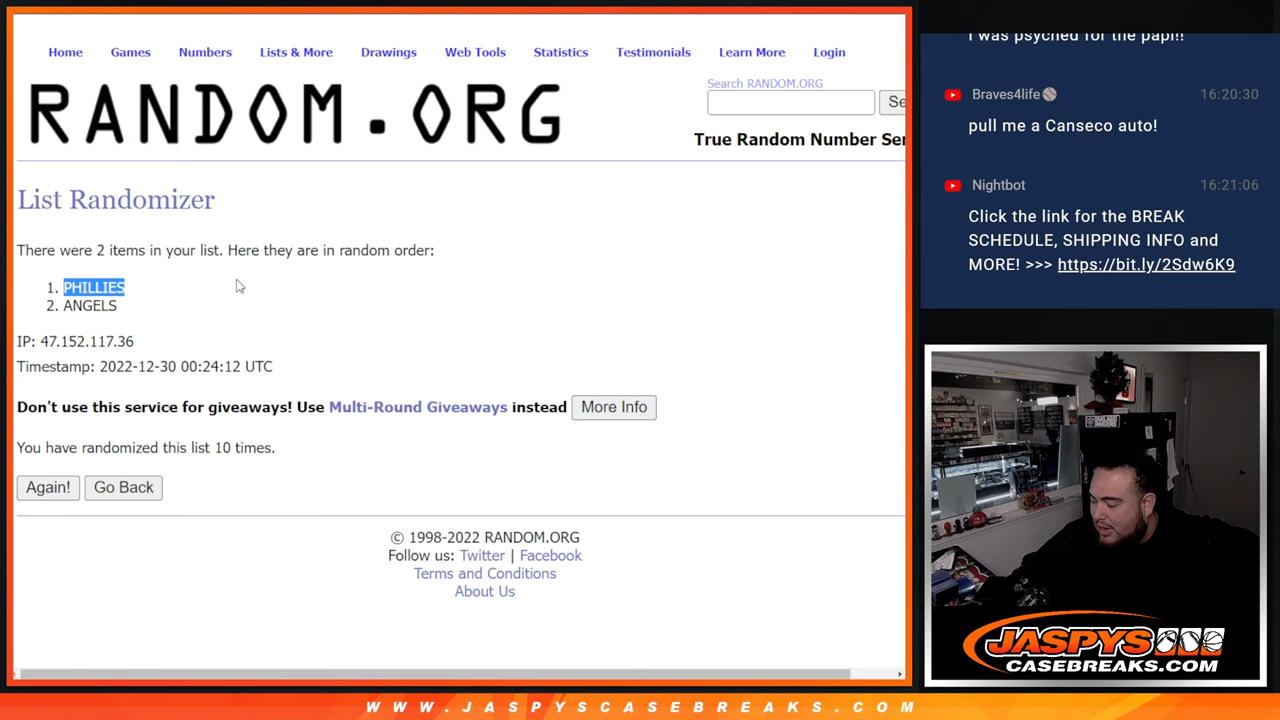 Home Games Numbers Lists & More Drawings Web Tools Statistics Testimonials Learn More Login
RANDOM.ORG
Search RANDOM.ORG
Se
True Random Number Ser
List Randomizer
There were 2 items in your list. Here they are in random order:
1. PHILLIES
2. ANGELS
IP: 47.152.117.36
Timestamp: 2022-12-30 00:24:12 UTC
Don't use this service for giveaways! Use Multi-Round Giveaways instead More Info
You have randomized this list 10 times.
Again! Go Back
© 1998-2022 RANDOM.ORG
Follow us: Twitter | Facebook
Terms and Conditions
About Us
I was psyched for the papi!!
Braves4life 16:20:30
pull me a Canseco auto!
Nightbot 16:21:06
Click the link for the BREAK
SCHEDULE, SHIPPING INFO and
MORE! >>> https://bit.ly/2Sdw6K9
JASPYS
CASEBREAKS.COM
WWW.JASPYSCASEBREAKS.COM